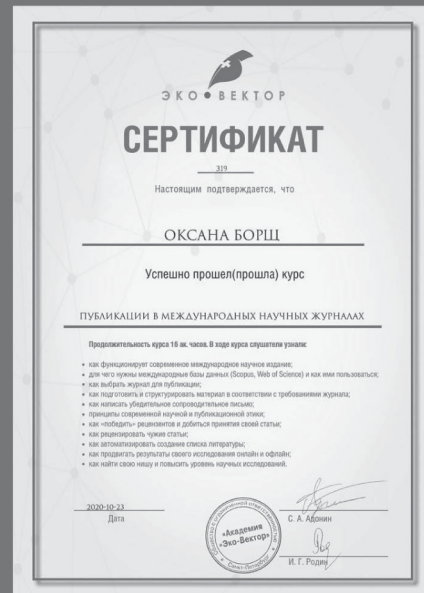 ЭКО • ВЕКТОР
СЕРТИФИКАТ
319
Настоящим подтверждается, что
ОКСАНА БОРЩ
Успешно прошел(прошла) курс
ПУБЛИКАЦИИ В МЕЖДУНАРОДНЫХ НАУЧНЫХ ЖУРНАЛАХ
Продолжительность курса 16 ак. часов. В ходе курса слушатели узнали:
• как функционирует современное международное научное издание;
• для чего нужны международные базы данных (Scopus, Web of Science) и как ими пользоваться;
• как выбрать журнал для публикации;
• как подготовить и структурировать материал в соответствии с требованиями журнала;
• как написать убедительное сопроводительное письмо;
• принципы современной научной и публикационной этики;
• как «победить» рецензентов и добиться принятия своей статьи;
• как рецензировать чужие статьи;
• как автоматизировать создание списка литературы;
• как продвигать результаты своего исследования онлайн и офлайн;
• как найти свою нишу и повысить уровень научных исследований.
2020-10-23
Дата
Общество с ограниченной ответственностью
«Академия
«Эко-Вектор»
Санкт-Петербург
С. А. Адонин
И. Г. Родин